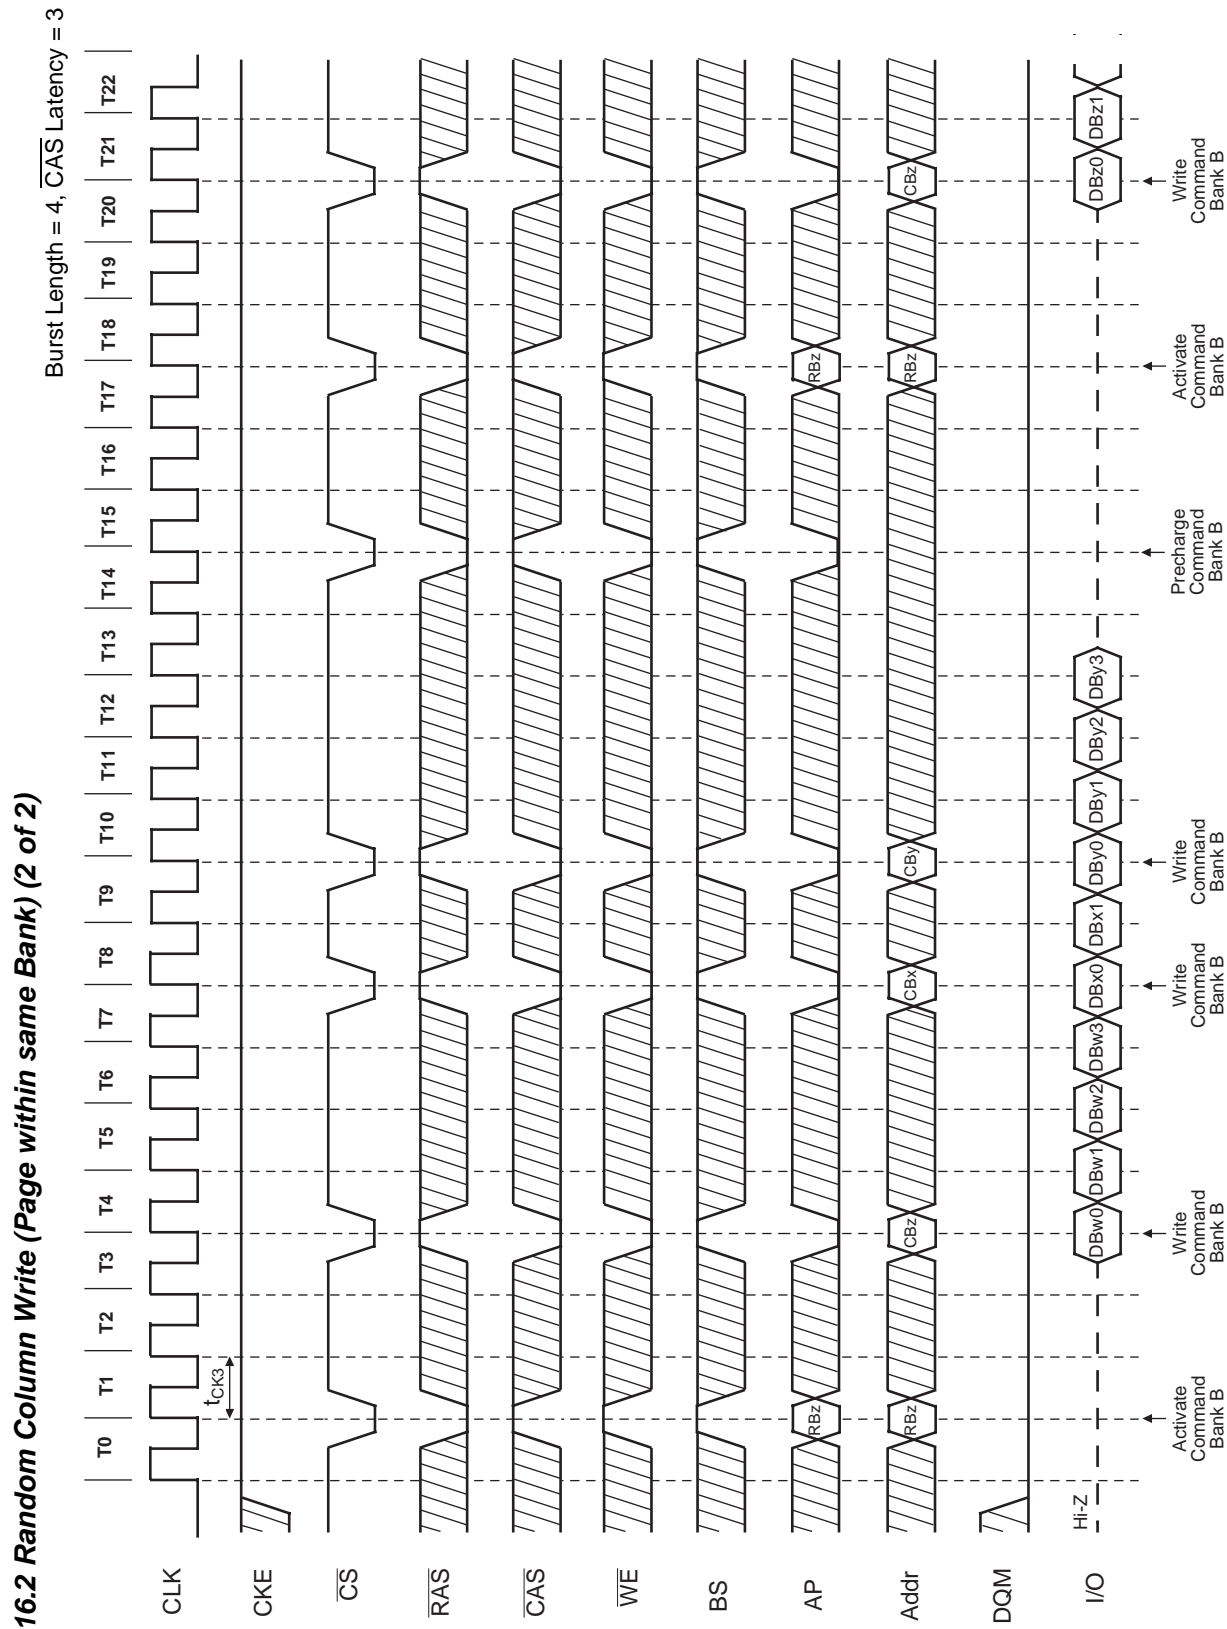 16.2 Random Column Write (Page within same Bank) (2 of 2)
Burst Length = 4, CAS Latency = 3
T0 T1 T2 T3 T4 T5 T6 T7 T8 T9 T10 T11 T12 T13 T14 T15 T16 T17 T18 T19 T20 T21 T22
CLK
tCK3
CKE
CS
RAS
CAS
WE
BS
AP
RBz RBz
Addr
RBz CBz CBx CBy RBz CBz
DQM
I/O
Hi-Z
DBw0 DBw1 DBw2 DBw3 DBx0 DBx1 DBy0 DBy1 DBy2 DBy3 DBz0 DBz1
Activate
Command
Bank B
Write
Command
Bank B
Write
Command
Bank B
Write
Command
Bank B
Precharge
Command
Bank B
Activate
Command
Bank B
Write
Command
Bank B